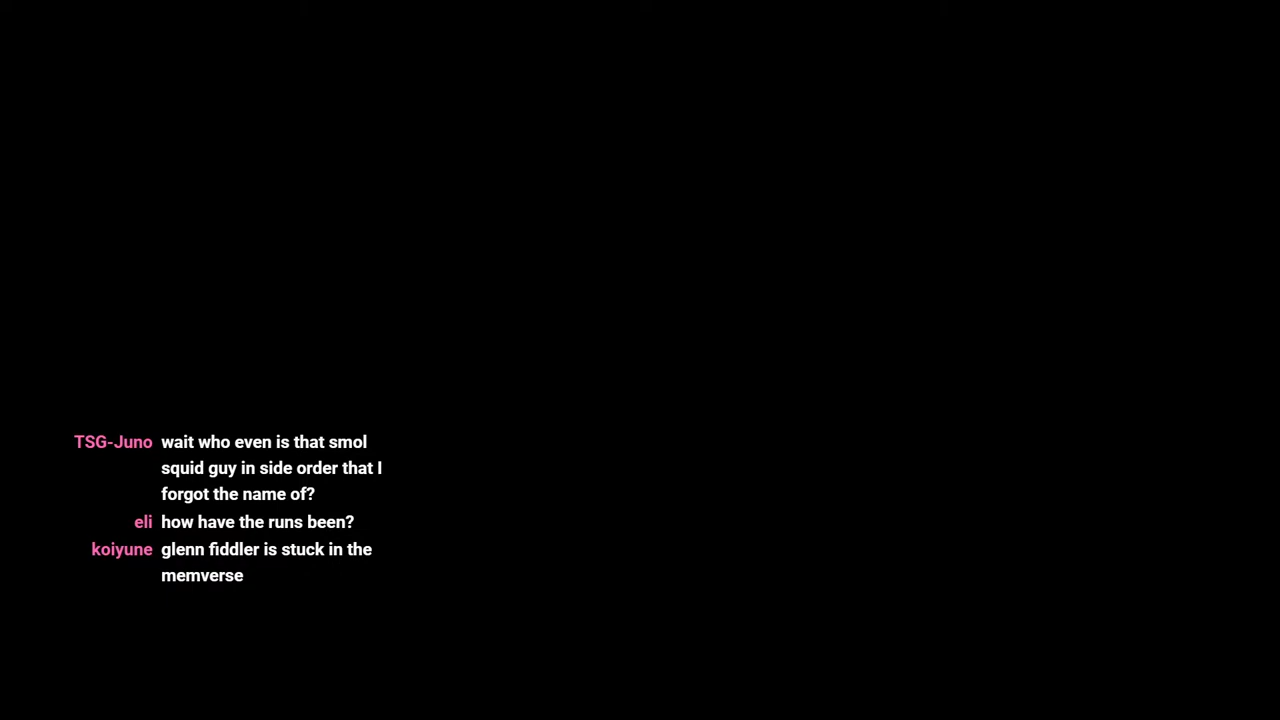 TSG-Juno wait who even is that smol
squid guy in side order that I
forgot the name of?
eli how have the runs been?
koiyune glenn fiddler is stuck in the
memverse